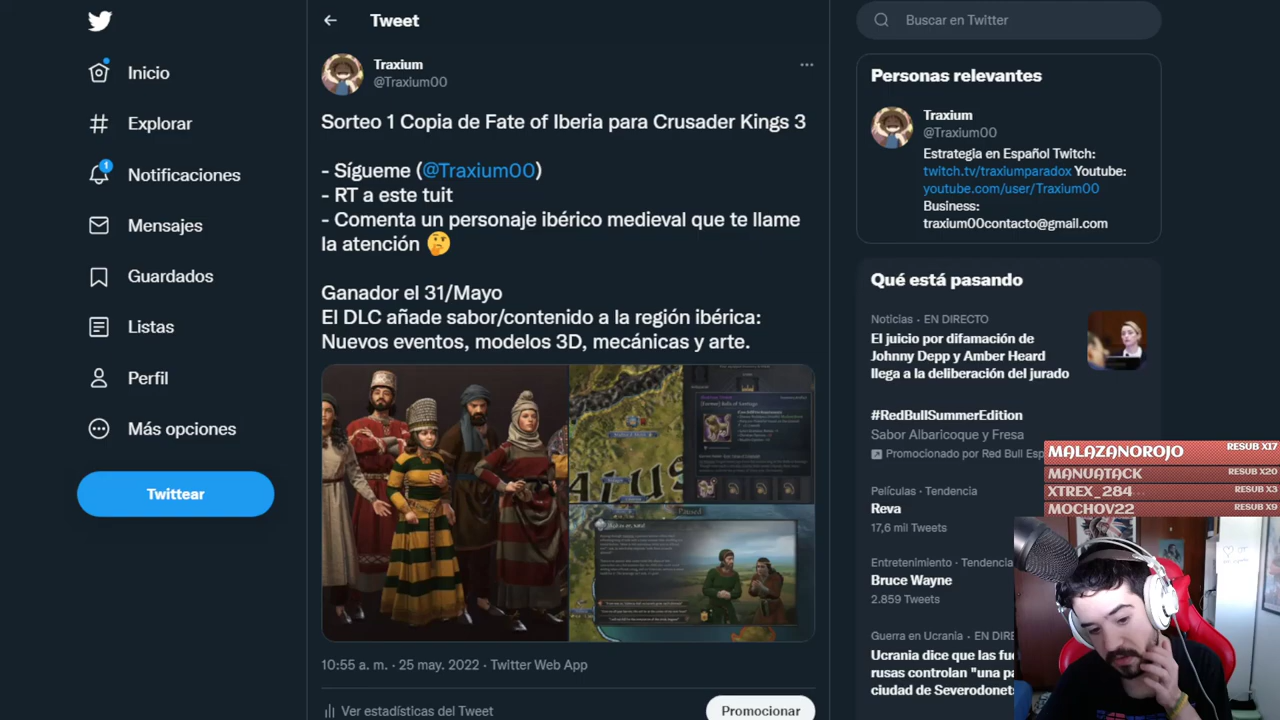 Inicio
Explorar
1
Notificaciones
Mensajes
Guardados
Listas
Perfil
Más opciones
Twittear
Tweet
Traxium
@Traxium00
Sorteo 1 Copia de Fate of Iberia para Crusader Kings 3
- Sígueme (@Traxium00)
- RT a este tuit
- Comenta un personaje ibérico medieval que te llame
la atención 🤔
Ganador el 31/Mayo
El DLC añade sabor/contenido a la región ibérica:
Nuevos eventos, modelos 3D, mecánicas y arte.
Paused
10:55 a. m. · 25 may. 2022 · Twitter Web App
Ver estadísticas del Tweet
Promocionar
Buscar en Twitter
Personas relevantes
Traxium
@Traxium00
Estrategia en Español Twitch:
twitch.tv/traxiumparadox Youtube:
youtube.com/user/Traxium00
Business:
traxium00contacto@gmail.com
Qué está pasando
Noticias · EN DIRECTO
El juicio por difamación de
Johnny Depp y Amber Heard
llega a la deliberación del jurado
#RedBullSummerEdition
Sabor Albaricoque y Fresa
Promocionado por Red Bull Esp
Películas · Tendencia
Reva
17,6 mil Tweets
Entretenimiento · Tendencia
Bruce Wayne
2.859 Tweets
Guerra en Ucrania · EN DIRE
Ucrania dice que las fue
rusas controlan "una pa
ciudad de Severodonets
MALAZANOROJO RESUB X17
MANUATACK RESUB X20
XTREX_284 RESUB X3
MOCHOV22 RESUB X9